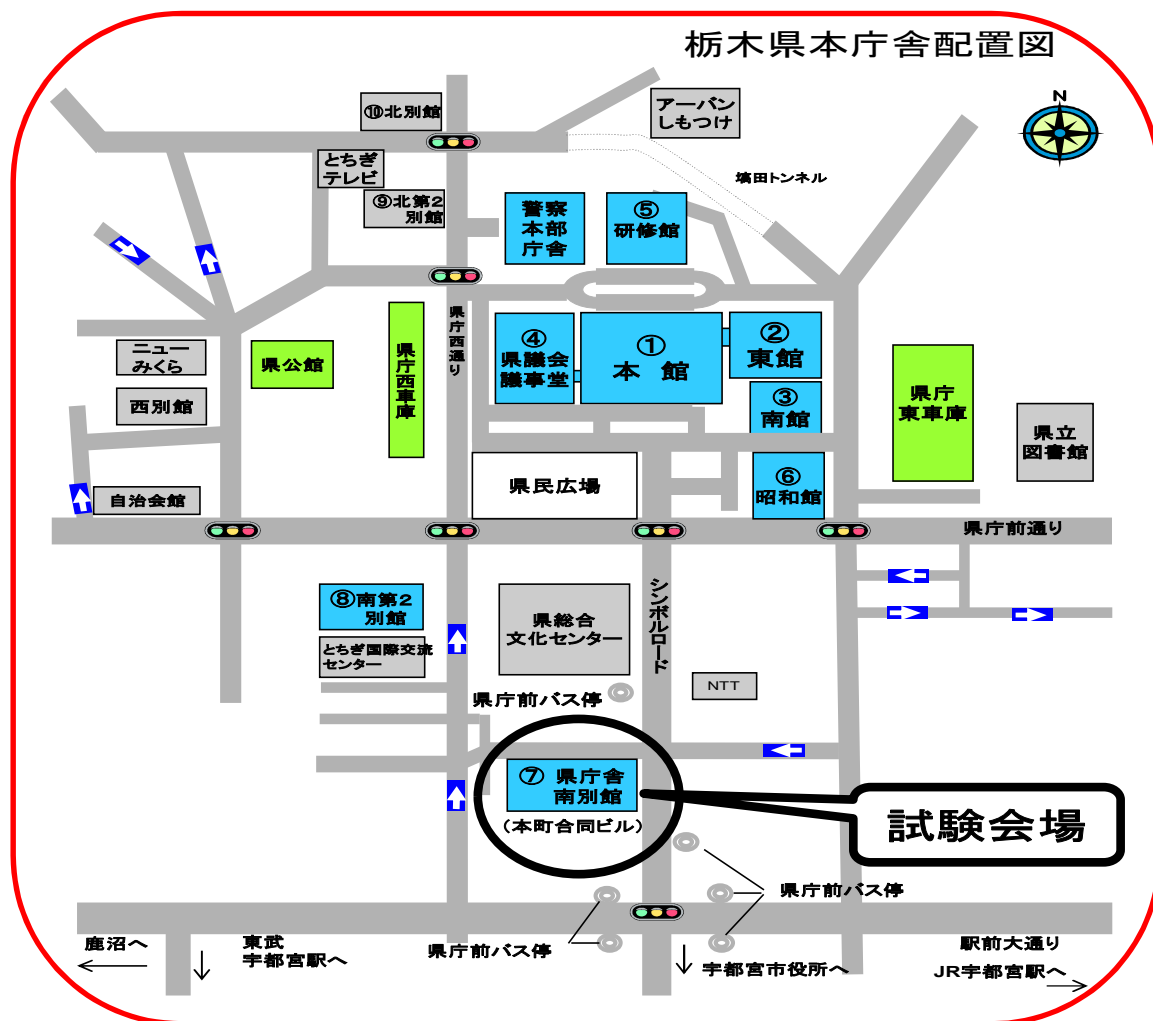 栃木県本庁舎配置図
N
⑩北別館
アーバン
しもつけ
とちぎ
テレビ
塙田トンネル
⑨北第2
別館
警察
本部
庁舎
⑤
研修館
県庁西通り
④
県議会
議事堂
①
本 館
②
東館
③
南館
ニュー
みくら
県公館
県庁西車庫
県庁
東車庫
西別館
県立
図書館
県民広場
⑥
昭和館
自治会館
県庁前通り
⑧南第2
別館
県総合
文化センター
シンボルロード
とちぎ国際交流
センター
NTT
県庁前バス停
⑦ 県庁舎
南別館
(本町合同ビル)
試験会場
県庁前バス停
県庁前バス停
鹿沼へ
東武
宇都宮駅へ
宇都宮市役所へ
駅前大通り
JR宇都宮駅へ